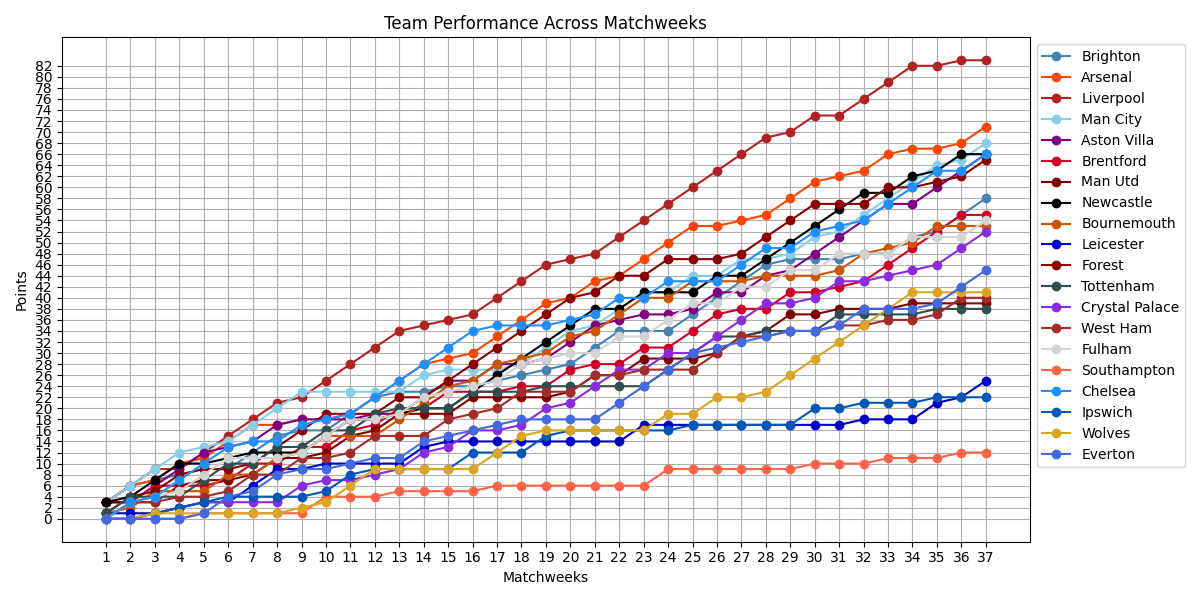 Team Performance Across Matchweeks
82
80
78
76
74
72
70
68
66
64
62
60
58
56
54
52
50
48
46
44
42
40
38
36
34
32
30
28
26
24
22
20
18
16
14
12
10
8
6
4
2
0
Points
1 2 3 4 5 6 7 8 9 10 11 12 13 14 15 16 17 18 19 20 21 22 23 24 25 26 27 28 29 30 31 32 33 34 35 36 37
Matchweeks
Brighton
Arsenal
Liverpool
Man City
Aston Villa
Brentford
Man Utd
Newcastle
Bournemouth
Leicester
Forest
Tottenham
Crystal Palace
West Ham
Fulham
Southampton
Chelsea
Ipswich
Wolves
Everton